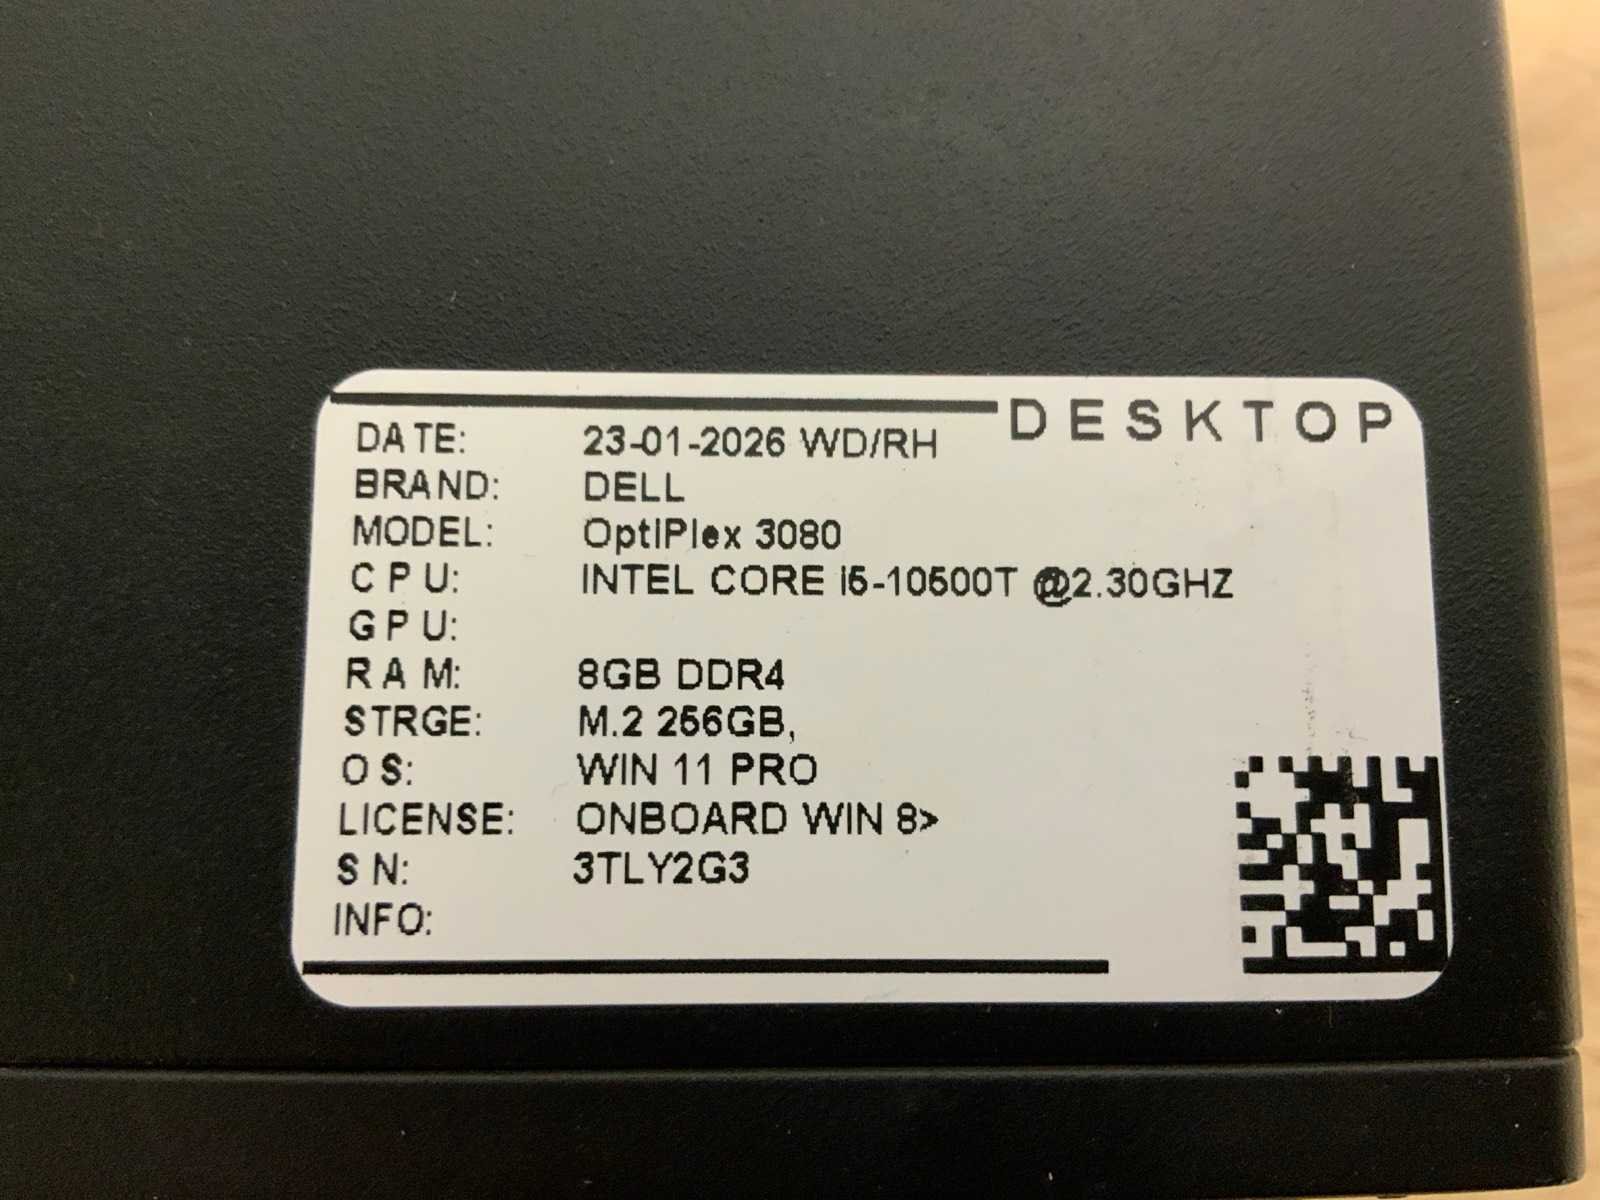 DESKTOP
DATE: 23-01-2026 WD/RH
BRAND: DELL
MODEL: OptiPlex 3080
CPU: INTEL CORE i5-10500T @2.30GHZ
GPU:
RAM: 8GB DDR4
STRGE: M.2 256GB,
OS: WIN 11 PRO
LICENSE: ONBOARD WIN 8>
SN: 3TLY2G3
INFO: